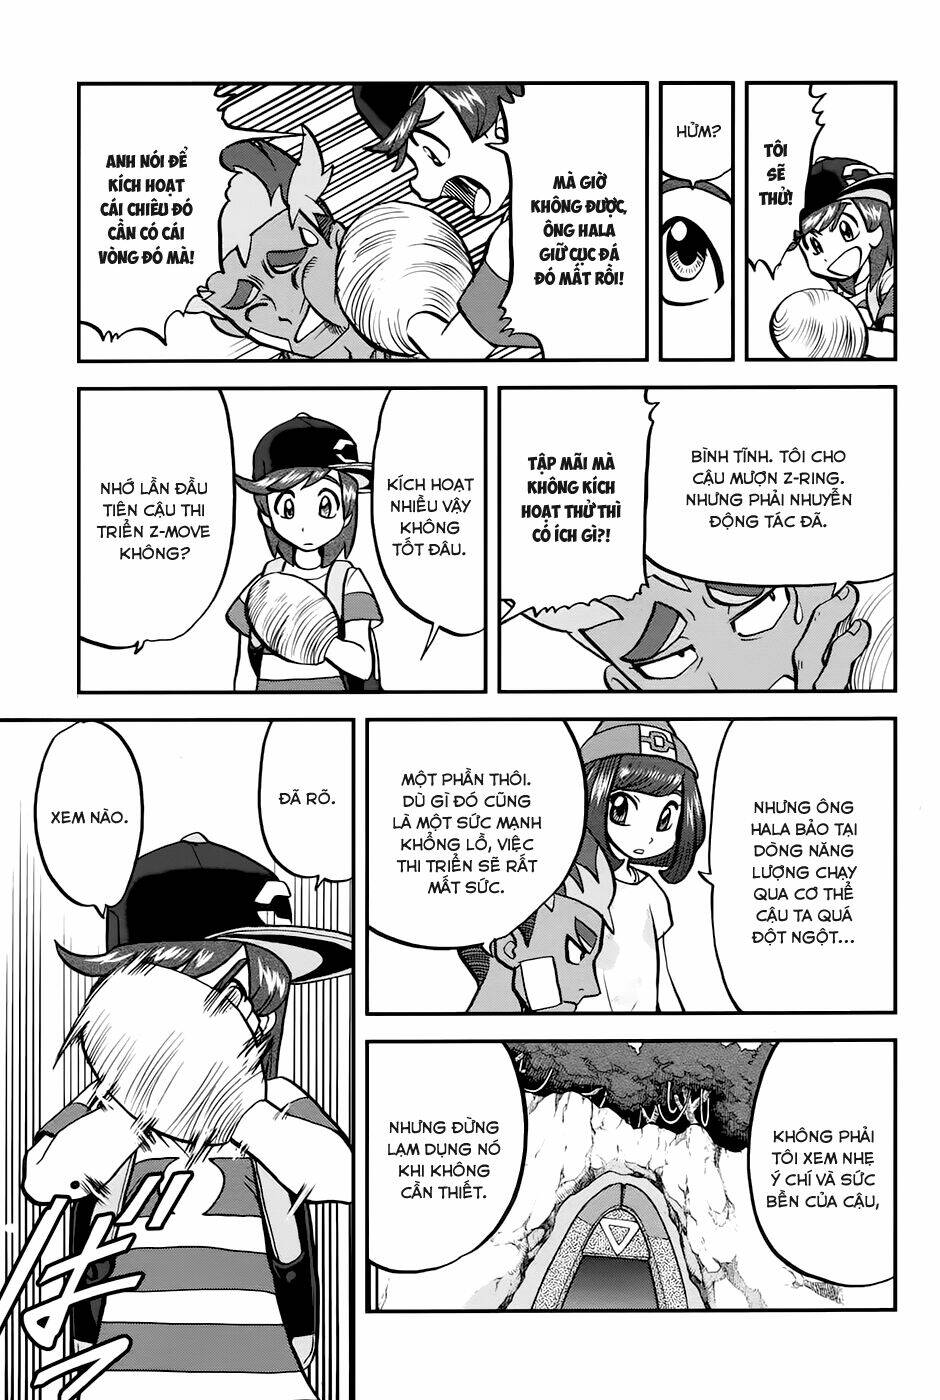 TÔI
SẼ
THỬ!
HỬM?
MÀ GIỜ
KHÔNG ĐƯỢC,
ÔNG HALA
GIỮ CỤC ĐÁ
ĐÓ MẤT RỒI!
ANH NÓI ĐỂ
KÍCH HOẠT
CÁI CHIÊU ĐÓ
CẦN CÓ CÁI
VÒNG ĐÓ MÀ!
BÌNH TĨNH. TÔI CHO
CẬU MƯỢN Z-RING.
NHƯNG PHẢI NHUYỄN
ĐỘNG TÁC ĐÃ.
TẬP MÃI MÀ
KHÔNG KÍCH
HOẠT THỬ THÌ
CÓ ÍCH GÌ?!
KÍCH HOẠT
NHIỀU VẬY
KHÔNG
TỐT ĐÂU.
NHỚ LẦN ĐẦU
TIÊN CẬU THI
TRIỂN Z-MOVE
KHÔNG?
NHƯNG ÔNG
HALA BẢO TẠI
DÒNG NĂNG
LƯỢNG CHẠY
QUA CƠ THỂ
CẬU TA QUÁ
ĐỘT NGỘT...
MỘT PHẦN THÔI.
DÙ GÌ ĐÓ CŨNG
LÀ MỘT SỨC MẠNH
KHỔNG LỒ, VIỆC
THI TRIỂN SẼ RẤT
MẤT SỨC.
KHÔNG PHẢI
TÔI XEM NHẸ
Ý CHÍ VÀ SỨC
BỀN CỦA CẬU,
NHƯNG ĐỪNG
LẠM DỤNG NÓ
KHI KHÔNG
CẦN THIẾT.
ĐÃ RÕ.
XEM NÀO.